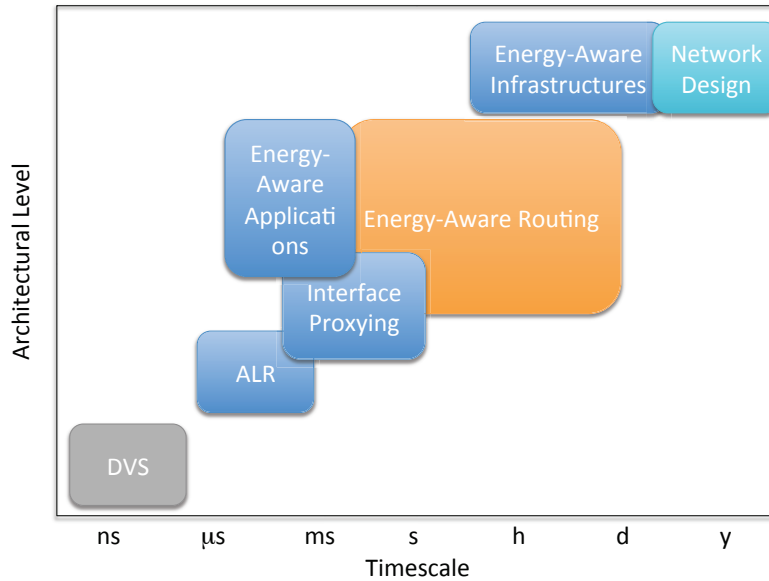 Energy-Aware
Infrastructures
Network
Design
Energy-
Aware
Applicati
ons
Energy-Aware Routing
Interface
Proxying
ALR
DVS
Architectural Level
ns μs ms s h d y
Timescale